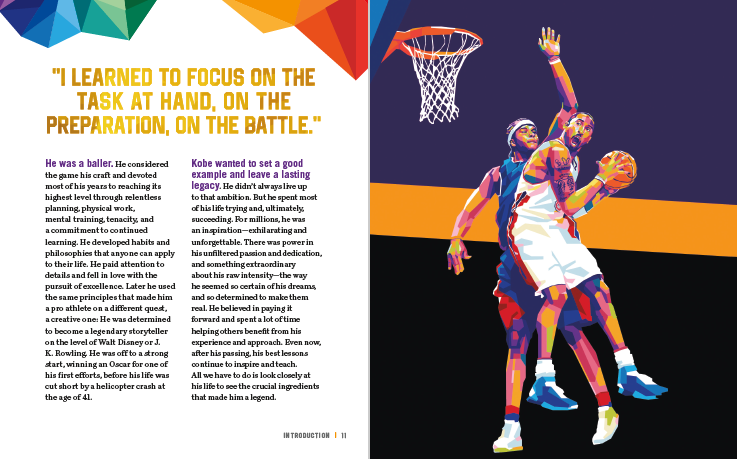 "I LEARNED TO FOCUS ON THE
TASK AT HAND, ON THE
PREPARATION, ON THE BATTLE."
He was a baller. He considered
the game his craft and devoted
most of his years to reaching its
highest level through relentless
planning, physical work,
mental training, tenacity, and
a commitment to continued
learning. He developed habits and
philosophies that anyone can apply
to their life. He paid attention to
details and fell in love with the
pursuit of excellence. Later he used
the same principles that made him
a pro athlete on a different quest,
a creative one: He was determined
to become a legendary storyteller
on the level of Walt Disney or J.
K. Rowling. He was off to a strong
start, winning an Oscar for one of
his first efforts, before his life was
cut short by a helicopter crash at
the age of 41.
Kobe wanted to set a good
example and leave a lasting
legacy. He didn't always live up
to that ambition. But he spent most
of his life trying and, ultimately,
succeeding. For millions, he was
an inspiration—exhilarating and
unforgettable. There was power in
his unfiltered passion and dedication,
and something extraordinary
about his raw intensity—the way
he seemed so certain of his dreams,
and so determined to make them
real. He believed in paying it
forward and spent a lot of time
helping others benefit from his
experience and approach. Even now,
after his passing, his best lessons
continue to inspire and teach.
All we have to do is look closely at
his life to see the crucial ingredients
that made him a legend.
INTRODUCTION | 11